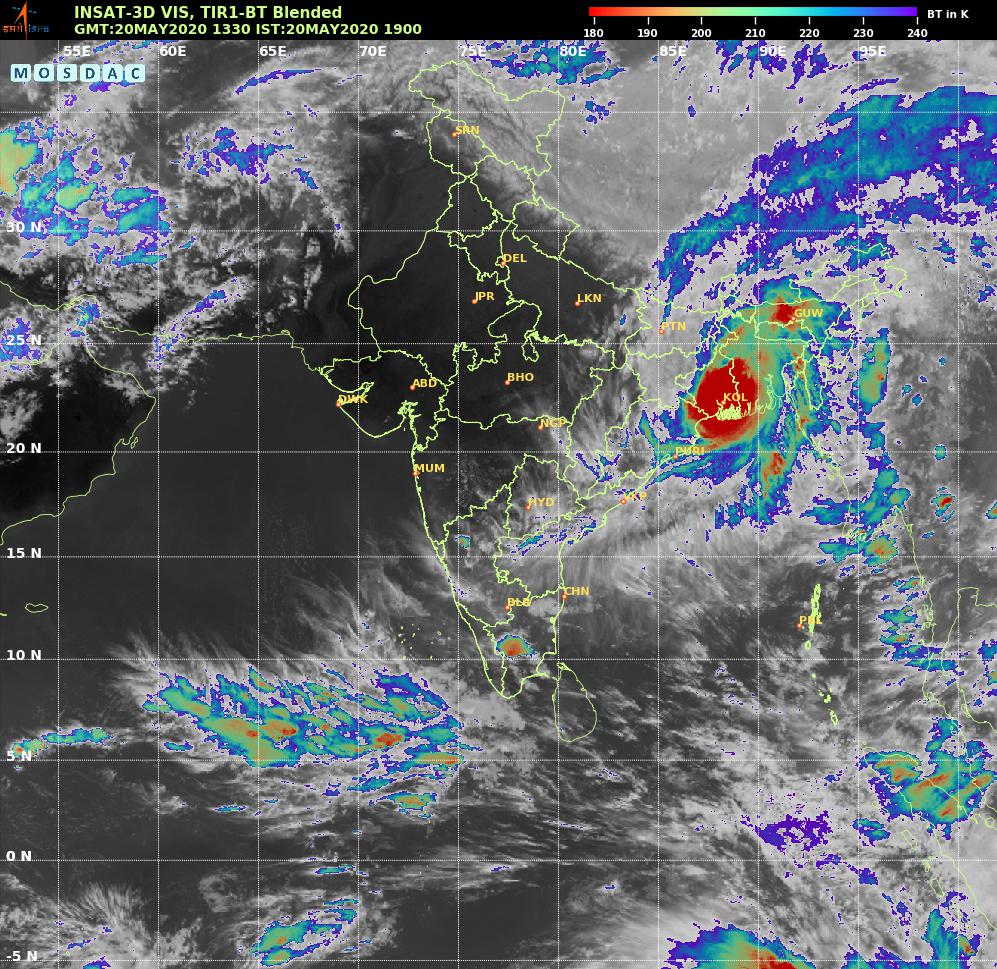 INSAT-3D VIS, TIR1-BT Blended
GMT:20MAY2020 1330 IST:20MAY2020 1900
180 190 200 210 220 230 240
BT in K
55E 60E 65E 70E 75E 80E 85E 90E 95E
M O S D A C
SRN
30 N
DEL
JPR
LKN
GUW
PTN
25 N
ABD
BHO
DWK
KOL
NGP
20 N
PURI
MUM
HYD
15 N
CHN
BLR
10 N
5 N
0 N
-5 N